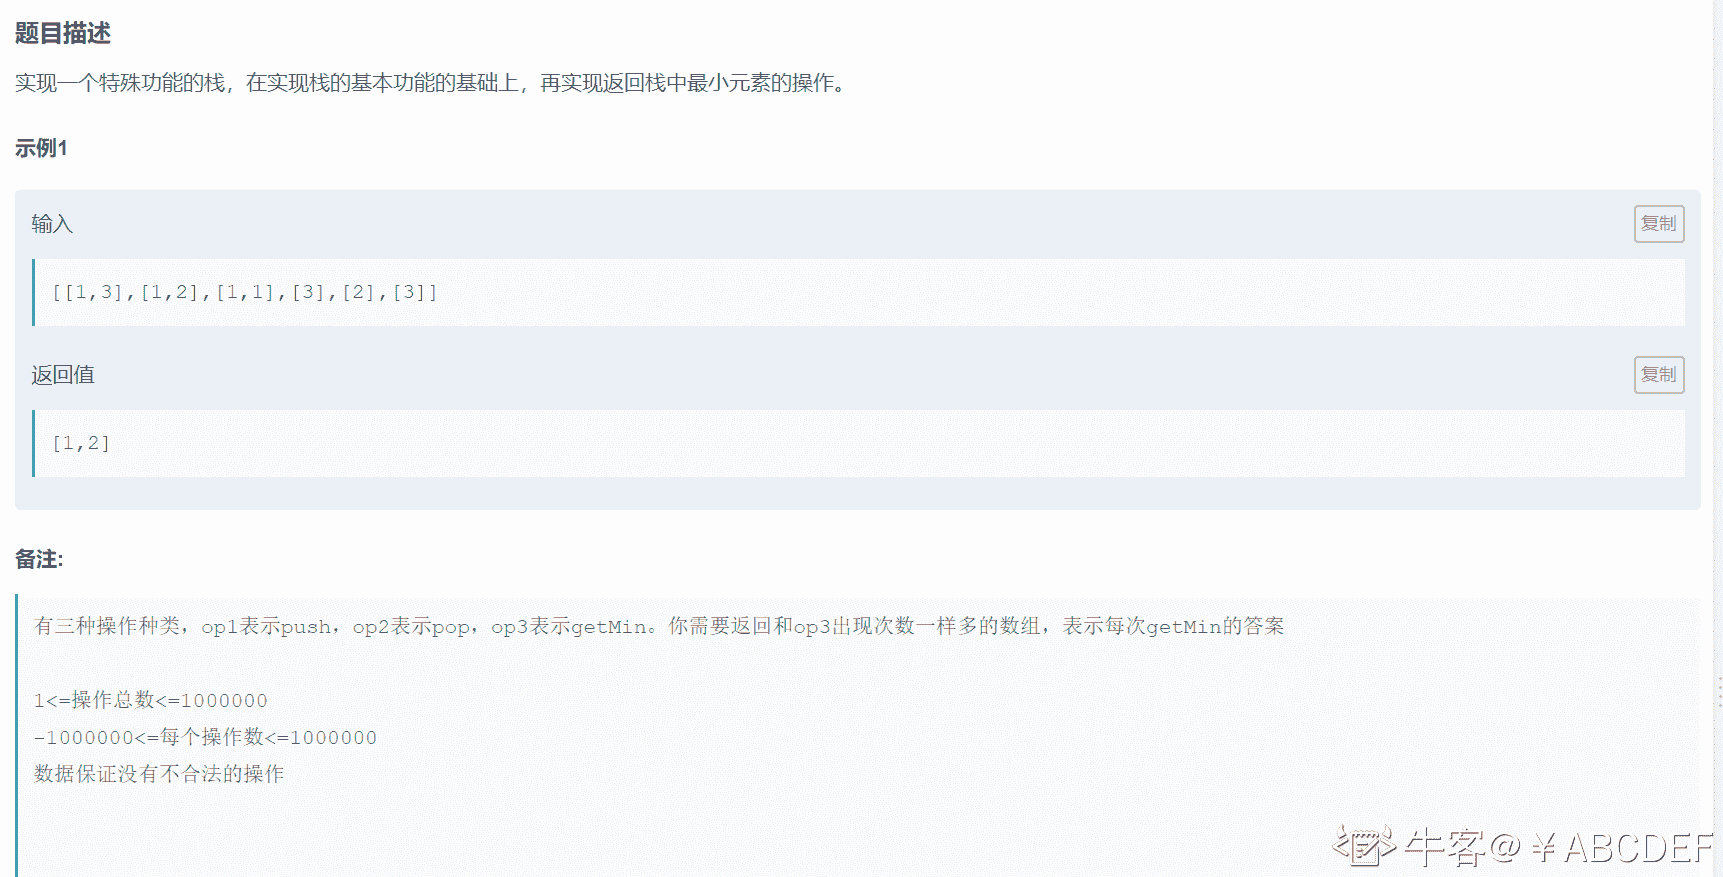 题目描述
实现一个特殊功能的栈，在实现栈的基本功能的基础上，再实现返回栈中最小元素的操作。
示例1
输入
复制
[[1,3],[1,2],[1,1],[3],[2],[3]]
返回值
复制
[1,2]
备注:
有三种操作种类，op1表示push，op2表示pop，op3表示getMin。你需要返回和op3出现次数一样多的数组，表示每次getMin的答案
1<=操作总数<=1000000
-1000000<=每个操作数<=1000000
数据保证没有不合法的操作
牛客@￥ABCDEF